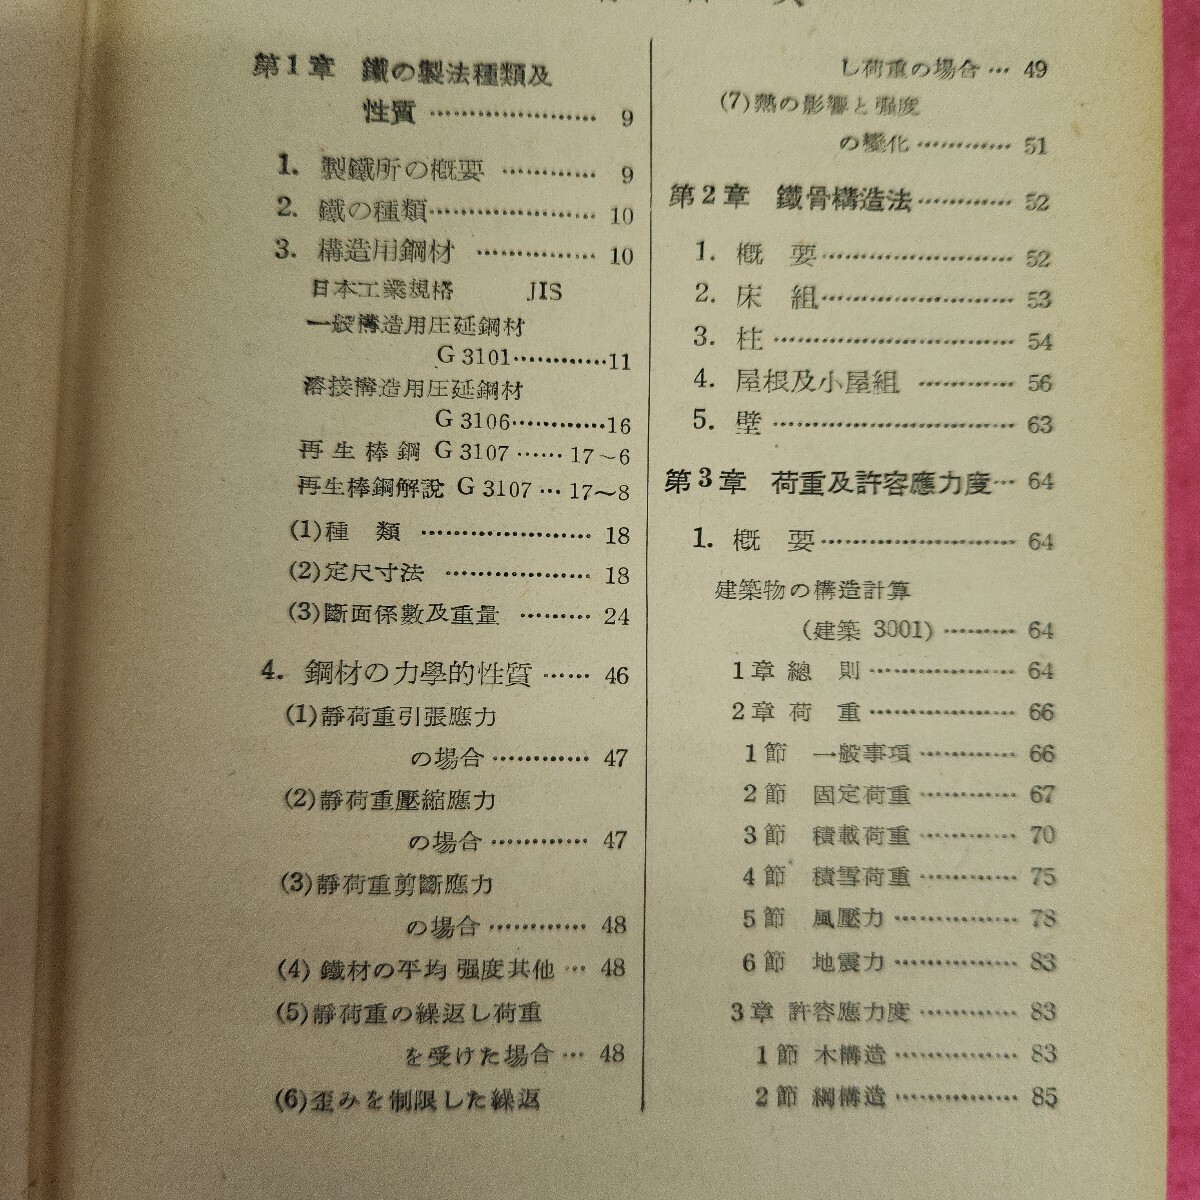 第1章 鐵の製法種類及
性質 ………………… 9
1. 製鐵所の槪要 ………… 9
2. 鐵の種類………………… 10
3. 構造用鋼材 …………… 10
日本工業規格 JIS
一般構造用圧延鋼材
G 3101…………11
溶接構造用圧延鋼材
G 3106…………16
再生棒鋼 G 3107 …… 17~6
再生棒鋼解說 G 3107 … 17~8
(1)種 類 ………………… 18
(2)定尺寸法 ……………… 18
(3)斷面係數及重量 ……… 24
4. 鋼材の力學的性質 …… 46
(1)靜荷重引張應力
の場合 ………… 47
(2)靜荷重壓縮應力
の場合 ………… 47
(3)靜荷重剪斷應力
の場合 ………… 48
(4) 鐵材の平均 强度其他 … 48
(5)靜荷重の繰返し荷重
を受けた場合 … 48
(6)歪みを制限した繰返
し荷重の場合 … 49
(7)熱の影響と强度
の變化 ………… 51
第2章 鐵骨構造法………… 52
1. 槪 要…………………… 52
2. 床 組…………………… 53
3. 柱 ………………………… 54
4. 屋根及小屋組 ………… 56
5. 壁 ………………………… 63
第3章 荷重及許容應力度… 64
1. 槪 要…………………… 64
建築物の構造計算
(建築 3001) ……… 64
1章 總 則 ……………… 64
2章 荷 重 ……………… 66
1節 一般事項 ………… 66
2節 固定荷重 ………… 67
3節 積載荷重 ………… 70
4節 積雪荷重 ………… 75
5節 風壓力 …………… 78
6節 地震力 …………… 83
3章 許容應力度 ………… 83
1節 木構造 …………… 83
2節 綱構造 …………… 85